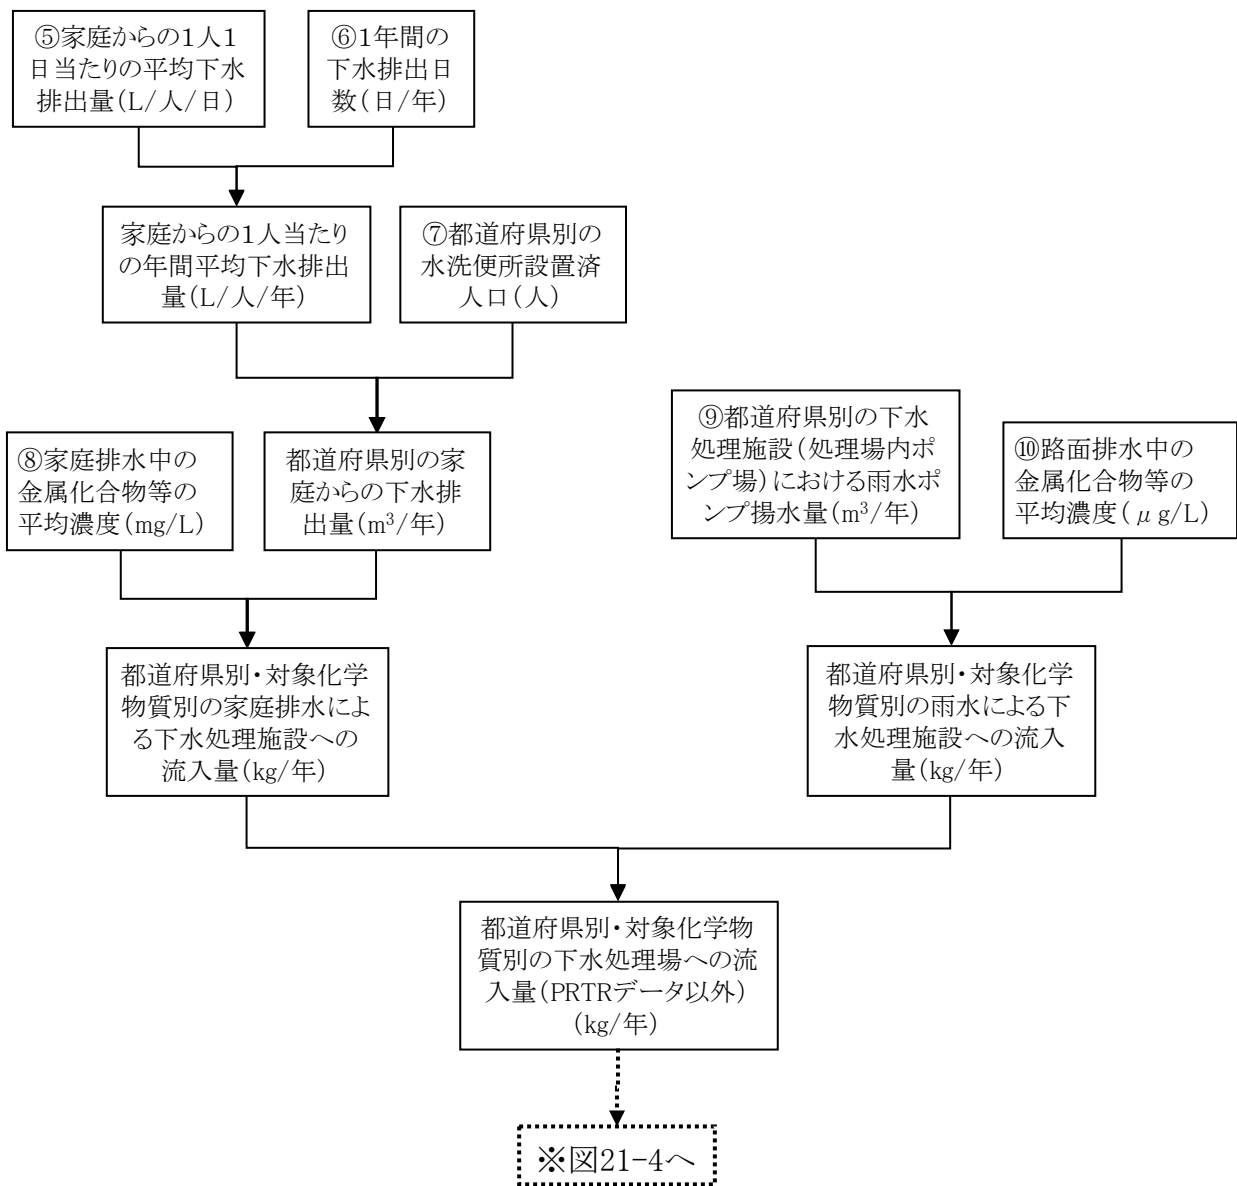 ⑤家庭からの1人1
日当たりの平均下水
排出量(L/人/日)
⑥1年間の
下水排出日
数(日/年)
家庭からの1人当たり
の年間平均下水排出
量(L/人/年)
⑦都道府県別の
水洗便所設置済
人口(人)
⑧家庭排水中の
金属化合物等の
平均濃度(mg/L)
都道府県別の家
庭からの下水排
出量(m³/年)
⑨都道府県別の下水
処理施設(処理場内ポ
ンプ場)における雨水ポ
ンプ揚水量(m³/年)
⑩路面排水中の
金属化合物等の
平均濃度(μg/L)
都道府県別・対象化学
物質別の家庭排水によ
る下水処理施設への
流入量(kg/年)
都道府県別・対象化学
物質別の雨水による下
水処理施設への流入
量(kg/年)
都道府県別・対象化学物
質別の下水処理場への流
入量(PRTRデータ以外)
(kg/年)
※図21-4へ